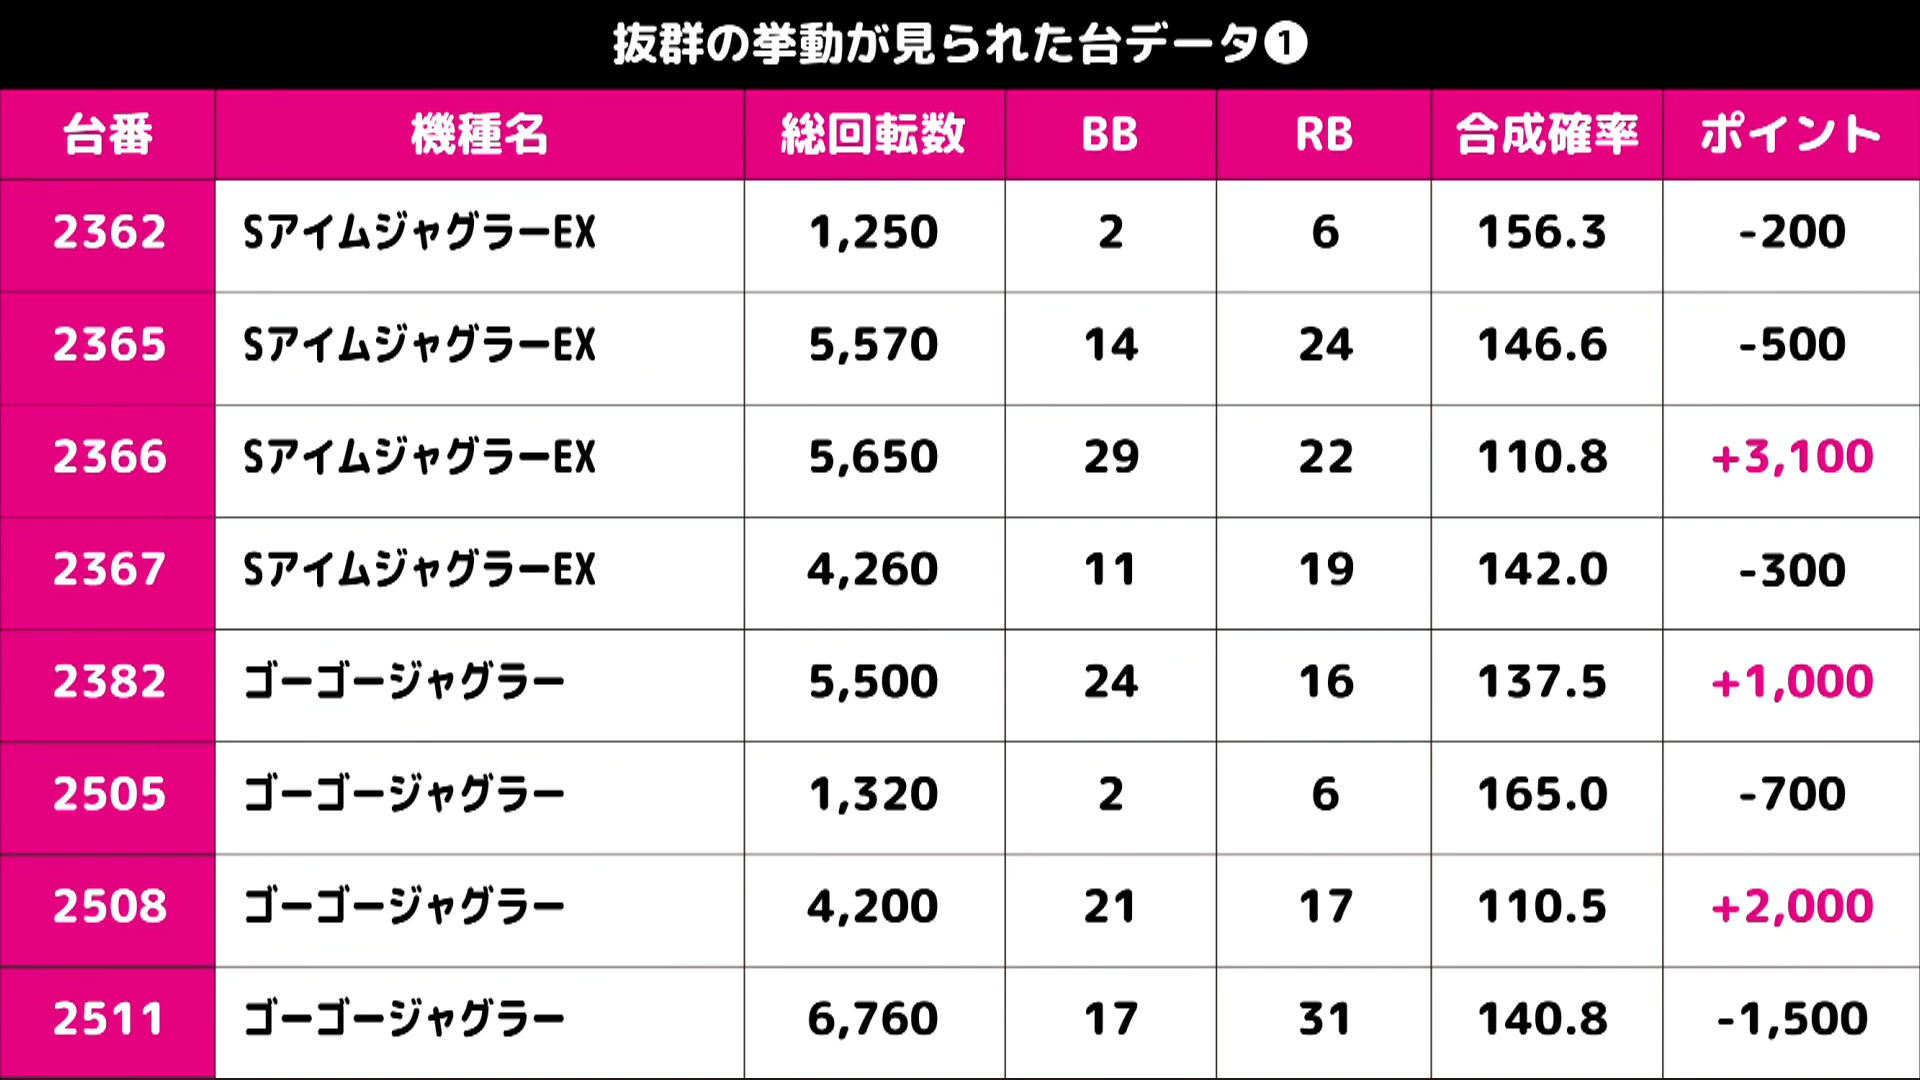 抜群の挙動が見られた台データ❶
台番 機種名 総回転数 BB RB 合成確率 ポイント
2362 SアイムジャグラーEX 1,250 2 6 156.3 -200
2365 SアイムジャグラーEX 5,570 14 24 146.6 -500
2366 SアイムジャグラーEX 5,650 29 22 110.8 +3,100
2367 SアイムジャグラーEX 4,260 11 19 142.0 -300
2382 ゴーゴージャグラー 5,500 24 16 137.5 +1,000
2505 ゴーゴージャグラー 1,320 2 6 165.0 -700
2508 ゴーゴージャグラー 4,200 21 17 110.5 +2,000
2511 ゴーゴージャグラー 6,760 17 31 140.8 -1,500